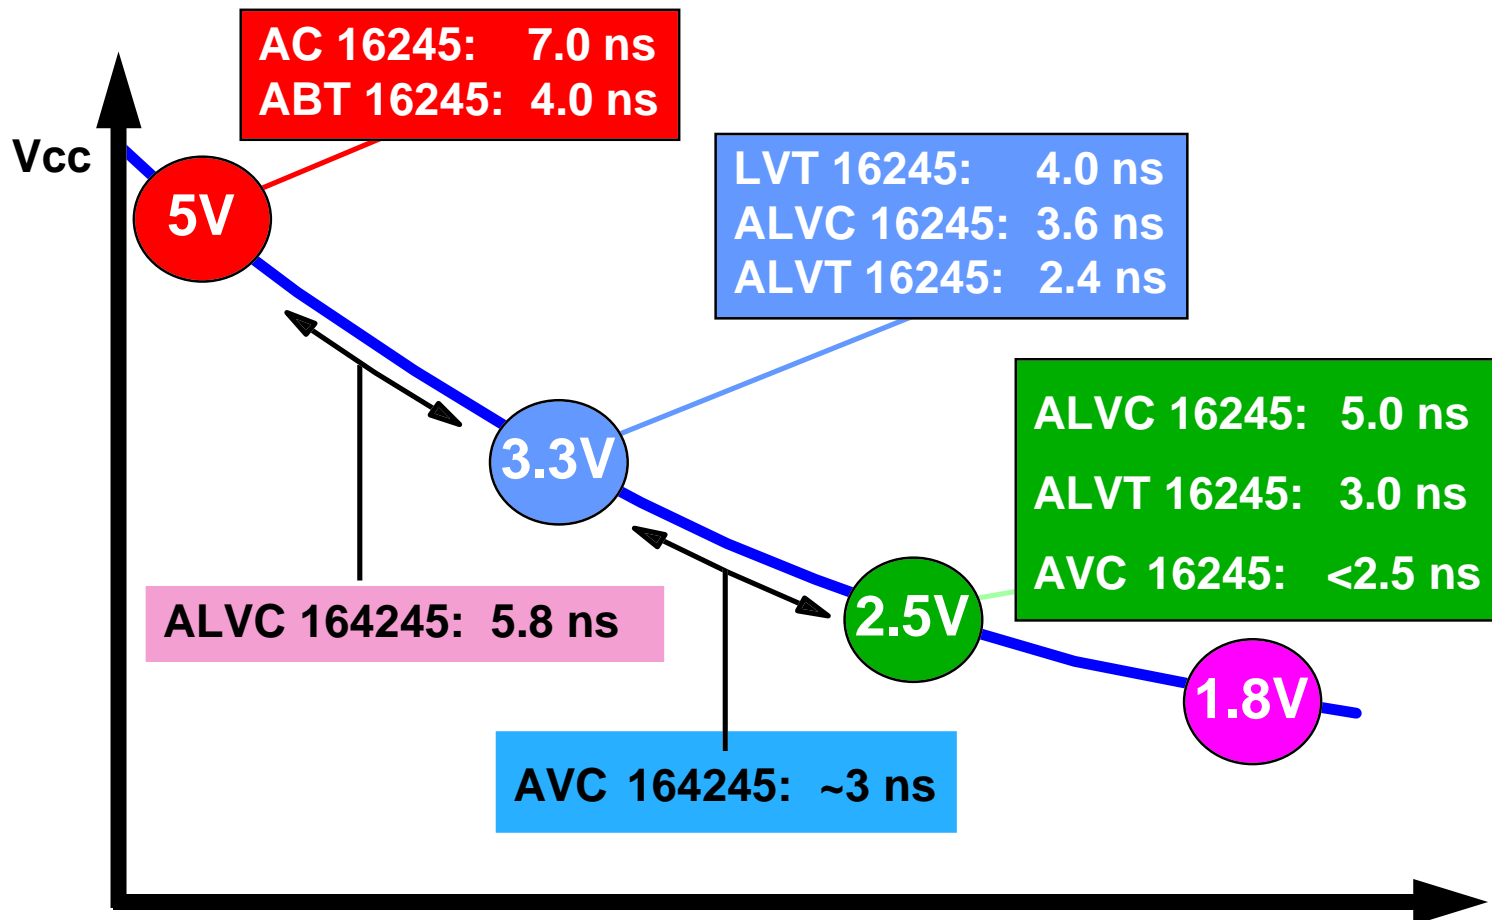 AC 16245: 7.0 ns
ABT 16245: 4.0 ns
Vcc
5V
LVT 16245: 4.0 ns
ALVC 16245: 3.6 ns
ALVT 16245: 2.4 ns
3.3V
ALVC 16245: 5.0 ns
ALVT 16245: 3.0 ns
AVC 16245: <2.5 ns
2.5V
ALVC 164245: 5.8 ns
1.8V
AVC 164245: ~3 ns